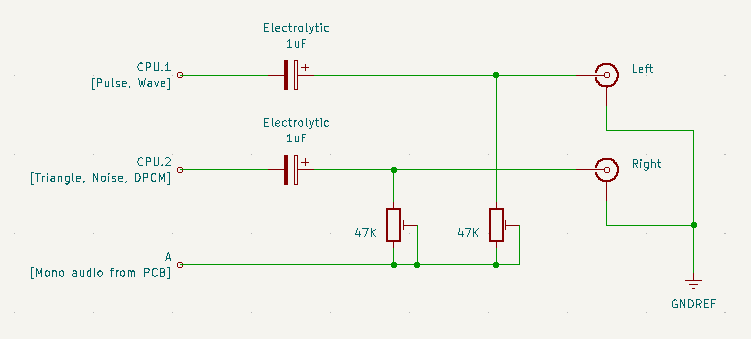 Electrolytic
1uF
CPU.1
[Pulse, Wave]
+
Left
Electrolytic
1uF
CPU.2
[Triangle, Noise, DPCM]
+
Right
47K
47K
A
[Mono audio from PCB]
GNDREF